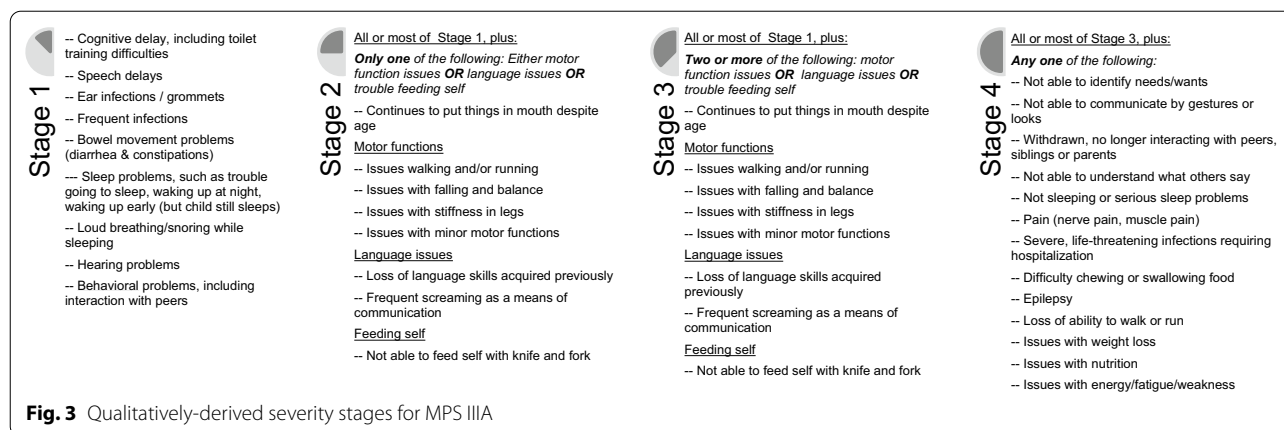 Stage 1
-- Cognitive delay, including toilet
training difficulties
-- Speech delays
-- Ear infections / grommets
-- Frequent infections
-- Bowel movement problems
(diarrhea & constipations)
--- Sleep problems, such as trouble
going to sleep, waking up at night,
waking up early (but child still sleeps)
-- Loud breathing/snoring while
sleeping
-- Hearing problems
-- Behavioral problems, including
interaction with peers
Stage 2
All or most of  Stage 1, plus:
Only one of the following: Either motor
function issues OR language issues OR
trouble feeding self
-- Continues to put things in mouth despite
age
Motor functions
-- Issues walking and/or running
-- Issues with falling and balance
-- Issues with stiffness in legs
-- Issues with minor motor functions
Language issues
-- Loss of language skills acquired previously
-- Frequent screaming as a means of
communication
Feeding self
-- Not able to feed self with knife and fork
Stage 3
All or most of  Stage 1, plus:
Two or more of the following: motor
function issues OR  language issues OR
trouble feeding self
-- Continues to put things in mouth despite
age
Motor functions
-- Issues walking and/or running
-- Issues with falling and balance
-- Issues with stiffness in legs
-- Issues with minor motor functions
Language issues
-- Loss of language skills acquired
previously
-- Frequent screaming as a means of
communication
Feeding self
-- Not able to feed self with knife and fork
Stage 4
All or most of Stage 3, plus:
Any one of the following:
-- Not able to identify needs/wants
-- Not able to communicate by gestures or
looks
-- Withdrawn, no longer interacting with peers,
siblings or parents
-- Not able to understand what others say
-- Not sleeping or serious sleep problems
-- Pain (nerve pain, muscle pain)
-- Severe, life-threatening infections requiring
hospitalization
-- Difficulty chewing or swallowing food
-- Epilepsy
-- Loss of ability to walk or run
-- Issues with weight loss
-- Issues with nutrition
-- Issues with energy/fatigue/weakness
Fig. 3 Qualitatively-derived severity stages for MPS IIIA